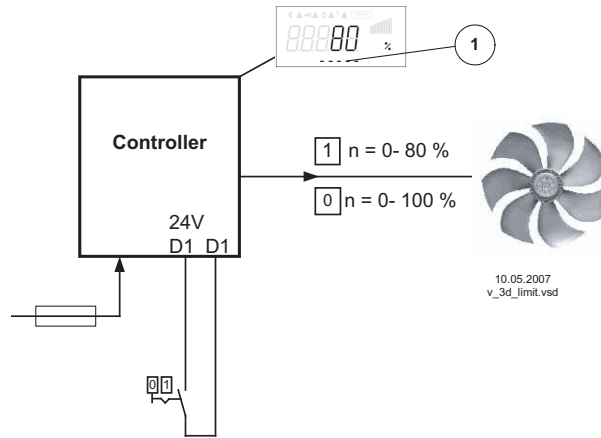 80
%
1
Controller
1 n = 0- 80 %
0 n = 0- 100 %
24V
D1 D1
10.05.2007
v_3d_limit.vsd
0 1